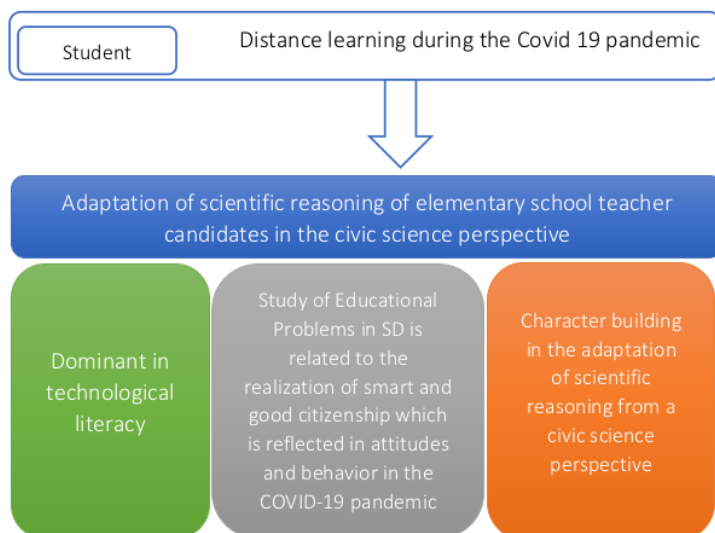 Student
Distance learning during the Covid 19 pandemic
Adaptation of scientific reasoning of elementary school teacher
candidates in the civic science perspective
Dominant in
technological
literacy
Study of Educational
Problems in SD is
related to the
realization of smart and
good citizenship which
is reflected in attitudes
and behavior in the
COVID-19 pandemic
Character building
in the adaptation
of scientific
reasoning from a
civic science
perspective